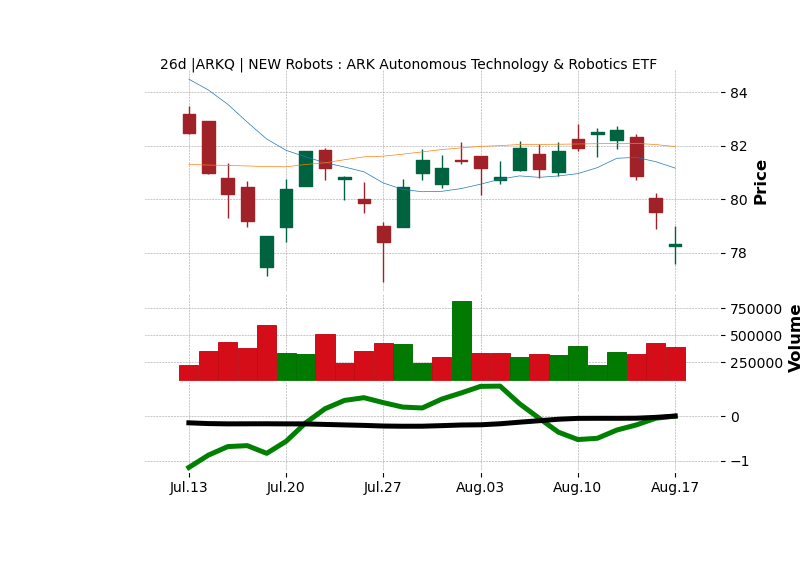 26d |ARKQ | NEW Robots : ARK Autonomous Technology & Robotics ETF
84
82
80
78
Price
750000
500000
250000
Volume
0
−1
Jul.13 Jul.20 Jul.27 Aug.03 Aug.10 Aug.17